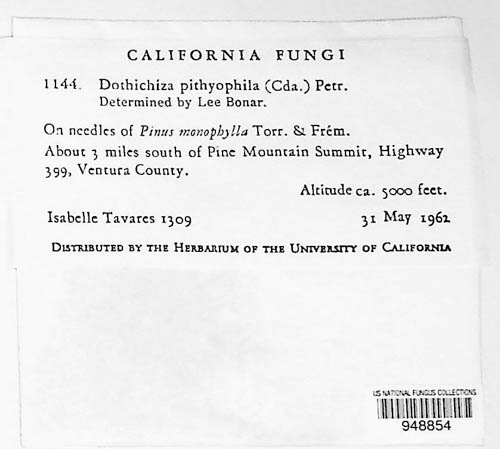 CALIFORNIA FUNGI
1144. Dothichiza pithyophila (Cda.) Petr.
Determined by Lee Bonar.
On needles of Pinus monophylla Torr. & Frém.
About 3 miles south of Pine Mountain Summit, Highway
399, Ventura County.
Altitude ca. 5000 feet.
Isabelle Tavares 1309 31 May 1962
DISTRIBUTED BY THE HERBARIUM OF THE UNIVERSITY OF CALIFORNIA
US NATIONAL FUNGUS COLLECTIONS
948854